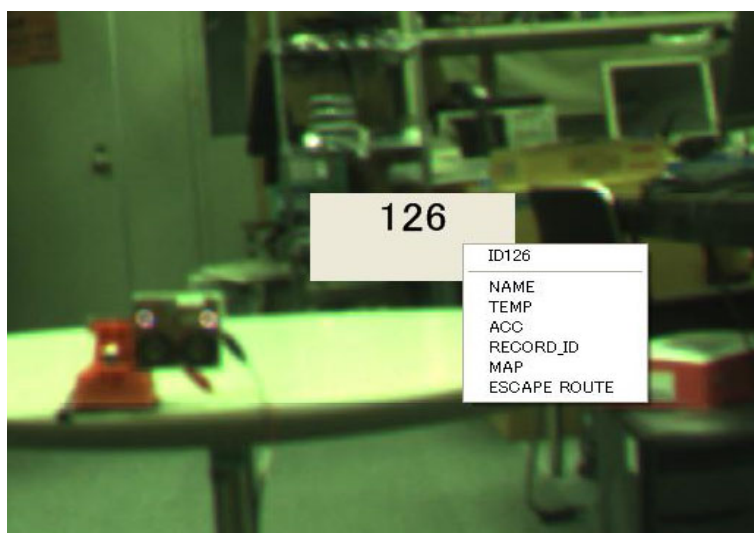 126
ID126
NAME
TEMP
ACC
RECORD_ID
MAP
ESCAPE ROUTE